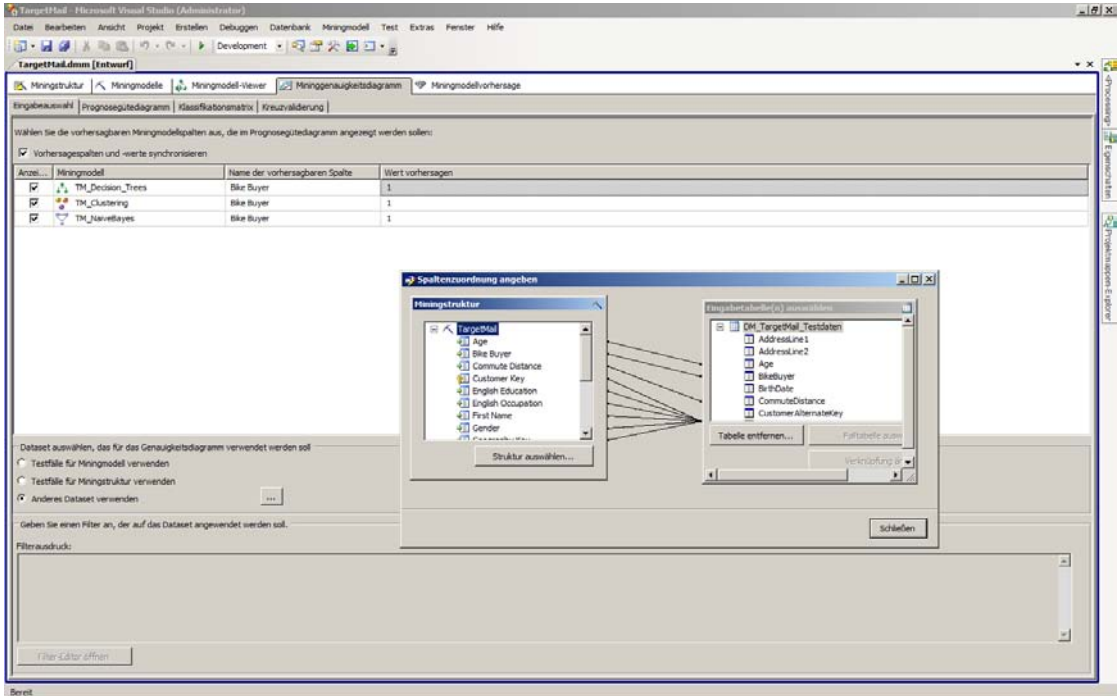 TargetMail - Microsoft Visual Studio (Administrator)
Datei Bearbeiten Ansicht Projekt Erstellen Debuggen Datenbank Miningmodell Test Extras Fenster Hilfe
Development
TargetMail.dmm [Entwurf]
Miningstruktur Miningmodelle Miningmodell-Viewer Mininggenauigkeitsdiagramm Miningmodellvorhersage
Eingabeauswahl Prognosegütediagramm Klassifikationsmatrix Kreuzvalidierung
Wählen Sie die vorhersagbaren Miningmodellspalten aus, die im Prognosegütediagramm angezeigt werden sollen:
Vorhersagespalten und -werte synchronisieren
Anzei... Miningmodell Name der vorhersagbaren Spalte Wert vorhersagen
TM_Decision_Trees Bike Buyer 1
TM_Clustering Bike Buyer 1
TM_NaiveBayes Bike Buyer 1
Spaltenzuordnung angeben
Miningstruktur
TargetMail
Age
Bike Buyer
Commute Distance
Customer Key
English Education
English Occupation
First Name
Gender
Geography Key
Struktur auswählen...
Eingabetabelle(n) auswählen
DM_TargetMail_Testdaten
AddressLine1
AddressLine2
Age
BikeBuyer
BirthDate
CommuteDistance
CustomerAlternateKey
Tabelle entfernen...
Schließen
Dataset auswählen, das für das Genauigkeitsdiagramm verwendet werden soll
Testfälle für Miningmodell verwenden
Testfälle für Miningstruktur verwenden
Anderes Dataset verwenden ...
Geben Sie einen Filter an, der auf das Dataset angewendet werden soll.
Filterausdruck:
Filter-Editor öffnen
Bereit
<Processing>
Eigenschaften
Projektmappen-Explorer